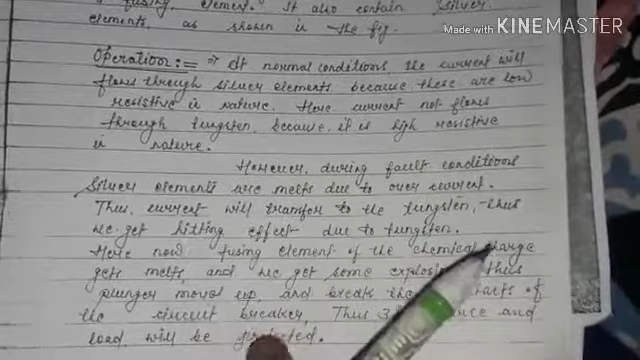 a fusing element. It also contain silver
elements, as shown in the fig.
Made with KINEMASTER
Operation := → At normal conditions, the current will
flows through silver elements, because these are low
resistive in nature. Here current not flows
through tungsten, because, it is high resistive
in nature.
However, during fault conditions
Silver elements are melts due to over current.
Thus, current will transfer to the tungsten, thus
we get hitting effect due to tungsten.
Here now fusing element of the chemical charge
gets melts, and we get some explosion thus
plunger moves up, and break the of
the circuit breaker, Thus and
load will be